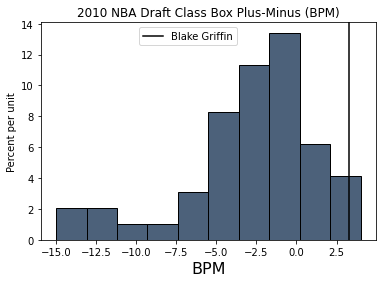 2010 NBA Draft Class Box Plus-Minus (BPM)
Blake Griffin
Percent per unit
14
12
10
8
6
4
2
0
−15.0 −12.5 −10.0 −7.5 −5.0 −2.5 0.0 2.5
BPM